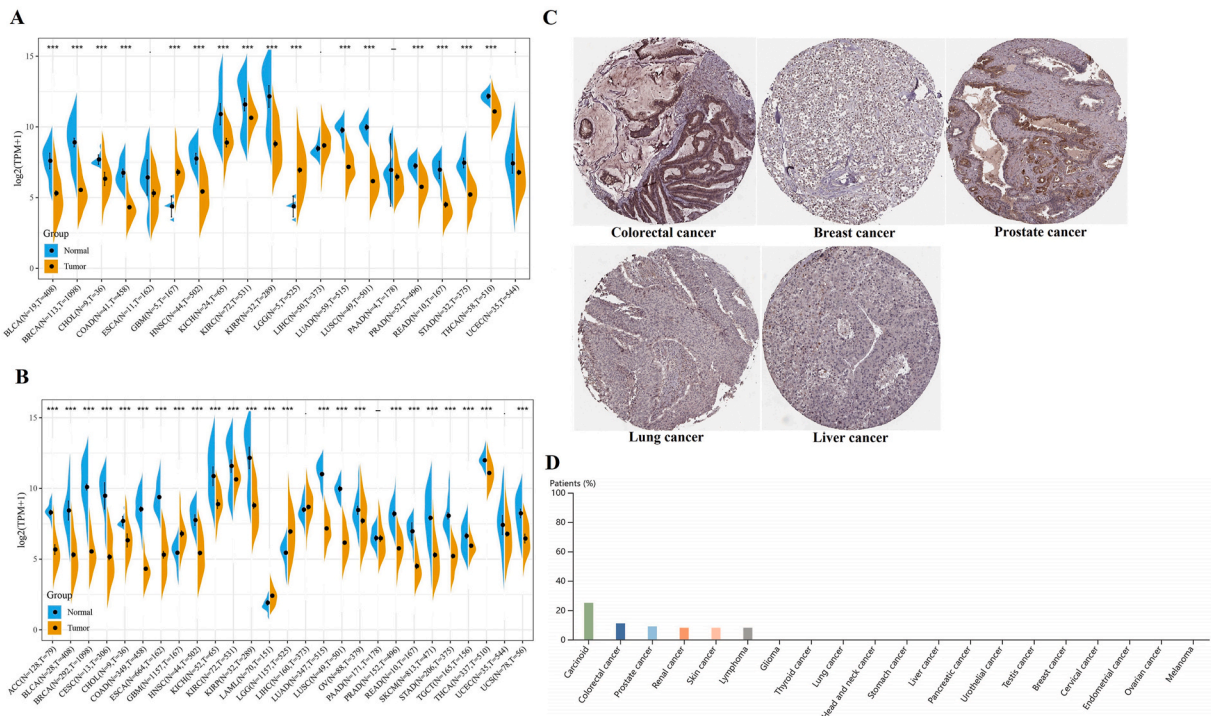 A
*** *** *** *** . *** *** *** *** *** *** . *** *** – *** *** *** *** .
15
10
5
0
log2(TPM+1)
Group
Normal
Tumor
BLCA(N=19,T=408)
BRCA(N=113,T=1098)
CHOL(N=9,T=36)
COAD(N=41,T=458)
ESCA(N=11,T=162)
GBM(N=5,T=167)
HNSC(N=44,T=502)
KICH(N=24,T=65)
KIRC(N=72,T=531)
KIRP(N=32,T=289)
LGG(N=5,T=525)
LIHC(N=50,T=373)
LUAD(N=59,T=515)
LUSC(N=49,T=501)
PAAD(N=4,T=178)
PRAD(N=52,T=496)
READ(N=10,T=167)
STAD(N=32,T=375)
THCA(N=58,T=510)
UCEC(N=35,T=544)
B
*** *** *** *** *** *** *** *** *** *** *** *** *** *** . *** *** *** – *** *** *** *** *** . ***
15
10
5
0
log2(TPM+1)
Group
Normal
Tumor
ACC(N=128,T=79)
BLCA(N=28,T=408)
BRCA(N=292,T=1098)
CESC(N=13,T=306)
CHOL(N=9,T=36)
COAD(N=349,T=458)
ESCA(N=664,T=162)
GBM(N=1157,T=167)
HNSC(N=44,T=502)
KICH(N=52,T=65)
KIRC(N=72,T=531)
KIRP(N=32,T=289)
LAML(N=70,T=151)
LGG(N=1157,T=525)
LIHC(N=160,T=373)
LUAD(N=347,T=515)
LUSC(N=49,T=501)
OV(N=88,T=379)
PAAD(N=171,T=178)
PRAD(N=152,T=496)
READ(N=10,T=167)
SKCM(N=812,T=471)
STAD(N=206,T=375)
TGCT(N=165,T=156)
THCA(N=337,T=510)
UCEC(N=35,T=544)
UCS(N=78,T=56)
C
Colorectal cancer
Breast cancer
Prostate cancer
Lung cancer
Liver cancer
D
Patients (%)
100
80
60
40
20
0
Carcinoid
Colorectal cancer
Prostate cancer
Renal cancer
Skin cancer
Lymphoma
Glioma
Thyroid cancer
Lung cancer
Head and neck cancer
Stomach cancer
Liver cancer
Pancreatic cancer
Urothelial cancer
Testis cancer
Breast cancer
Cervical cancer
Endometrial cancer
Ovarian cancer
Melanoma